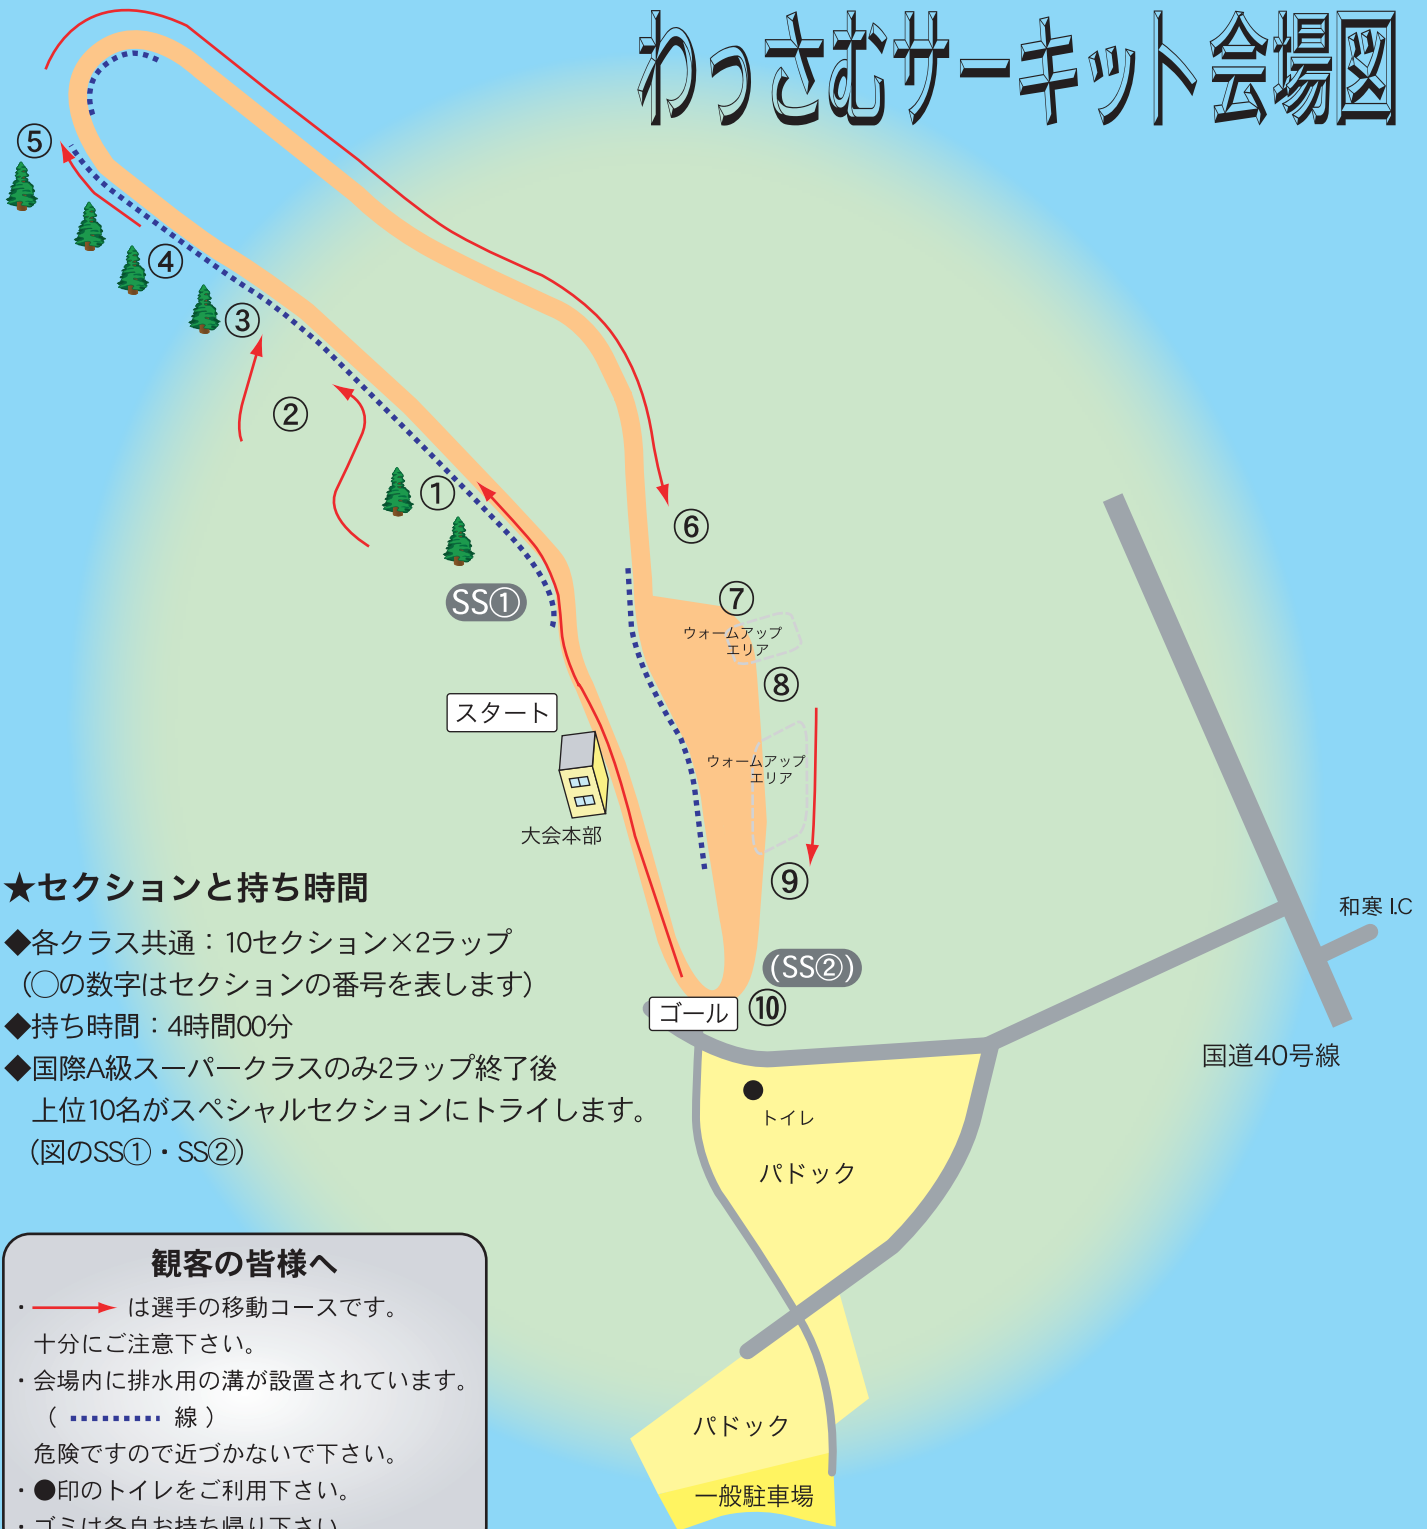 わっさむサーキット会場図
⑤
④
③
②
①
⑥
SS①
⑦
ウォームアップ
エリア
⑧
スタート
ウォームアップ
エリア
大会本部
⑨
★セクションと持ち時間
◆各クラス共通：10セクション×2ラップ
（○の数字はセクションの番号を表します）
◆持ち時間：4時間00分
◆国際A級スーパークラスのみ2ラップ終了後
上位10名がスペシャルセクションにトライします。
（図のSS①・SS②）
和寒 I.C
(SS②)
ゴール
⑩
国道40号線
トイレ
パドック
観客の皆様へ
・ は選手の移動コースです。
十分にご注意下さい。
・会場内に排水用の溝が設置されています。
（ 線）
危険ですので近づかないで下さい。
・●印のトイレをご利用下さい。
・ゴミは各自お持ち帰り下さい
パドック
一般駐車場